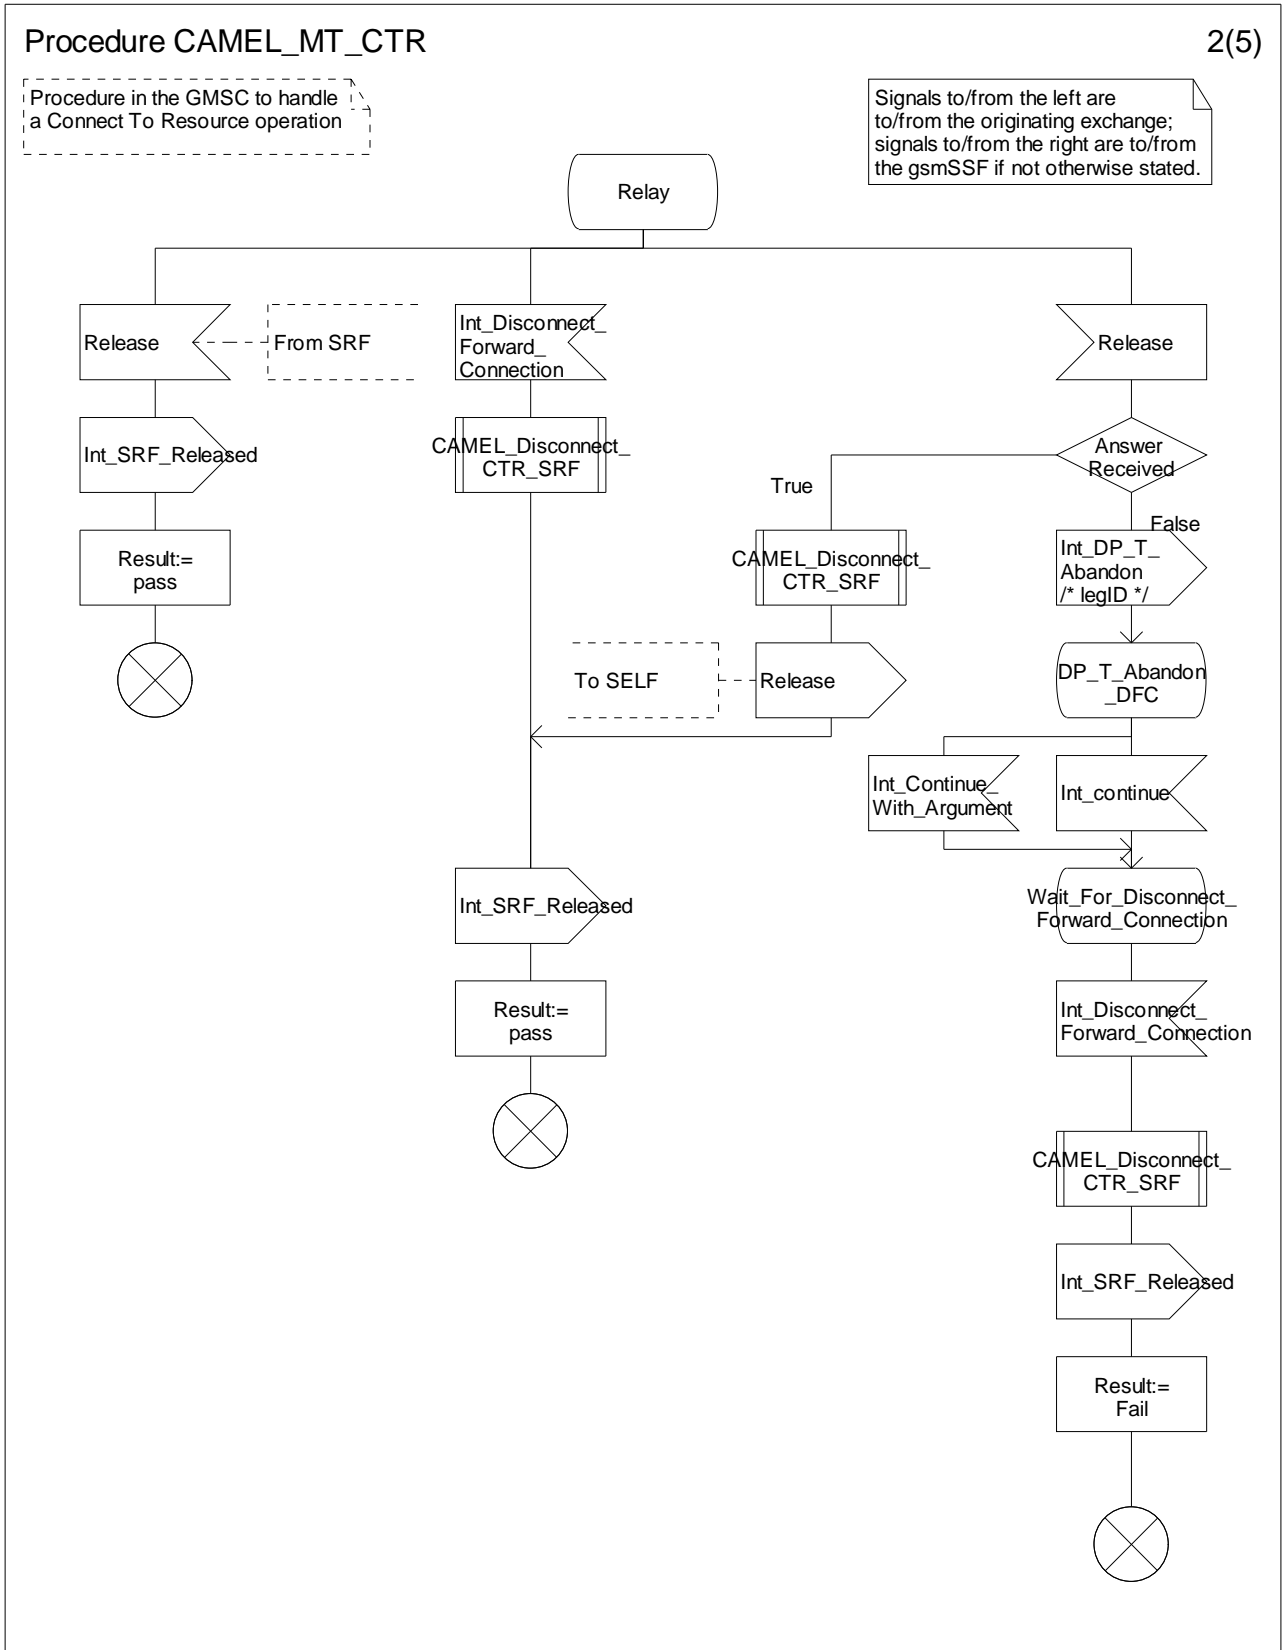 Procedure CAMEL_MT_CTR
2(5)
Procedure in the GMSC to handle
a Connect To Resource operation
Signals to/from the left are
to/from the originating exchange;
signals to/from the right are to/from
the gsmSSF if not otherwise stated.
Relay
Release
From SRF
Int_Disconnect_
Forward_
Connection
Release
Int_SRF_Released
CAMEL_Disconnect_
CTR_SRF
Answer
Received
True
False
Result:=
pass
CAMEL_Disconnect_
CTR_SRF
Int_DP_T_
Abandon
/* legID */
To SELF
Release
DP_T_Abandon
_DFC
Int_Continue_
With_Argument
Int_continue
Int_SRF_Released
Wait_For_Disconnect_
Forward_Connection
Result:=
pass
Int_Disconnect_
Forward_Connection
CAMEL_Disconnect_
CTR_SRF
Int_SRF_Released
Result:=
Fail